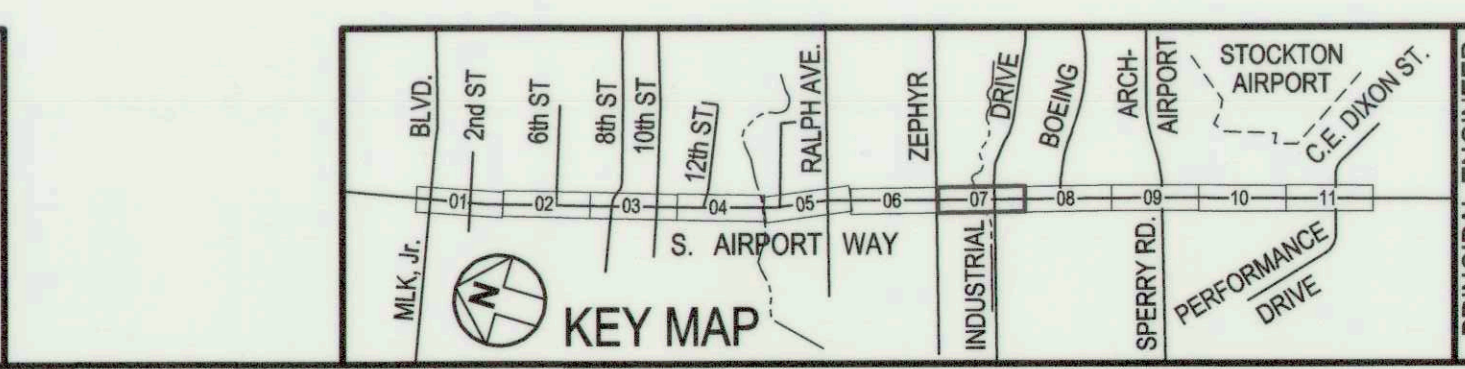 BLVD.
2nd ST
6th ST
8th ST
10th ST
12th ST
RALPH AVE.
ZEPHYR
DRIVE
BOEING
ARCH-
AIRPORT
STOCKTON
AIRPORT
C.E. DIXON ST.
01
02
03
04
05
06
07
08
09
10
11
S. AIRPORT WAY
MLK, Jr.
N
KEY MAP
INDUSTRIAL
SPERRY RD.
PERFORMANCE
DRIVE